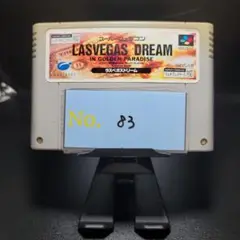 スーパーファミコン
LASVEGAS DREAM
IN GOLDEN PARADISE
ラスベガスドリーム
No. 83